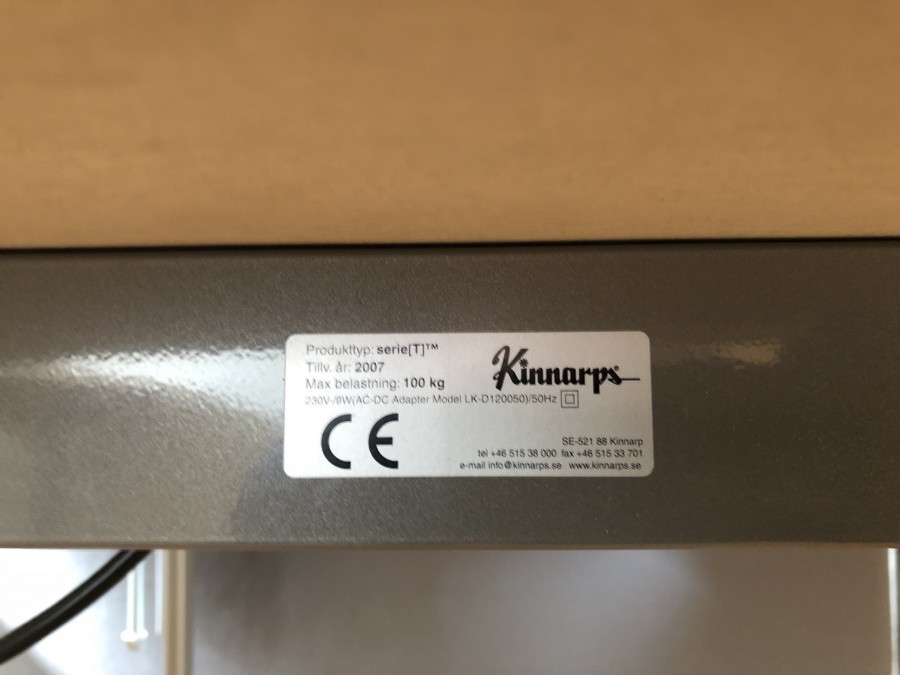 Produkttyp: serie[T]™
Tillv. år: 2007
Max belastning: 100 kg
230V~/9W(AC-DC Adapter Model LK-D120050)/50Hz
Kinnarps
CE
SE-521 88 Kinnarp
tel +46 515 38 000 fax +46 515 33 701
e-mail info@kinnarps.se www.kinnarps.se